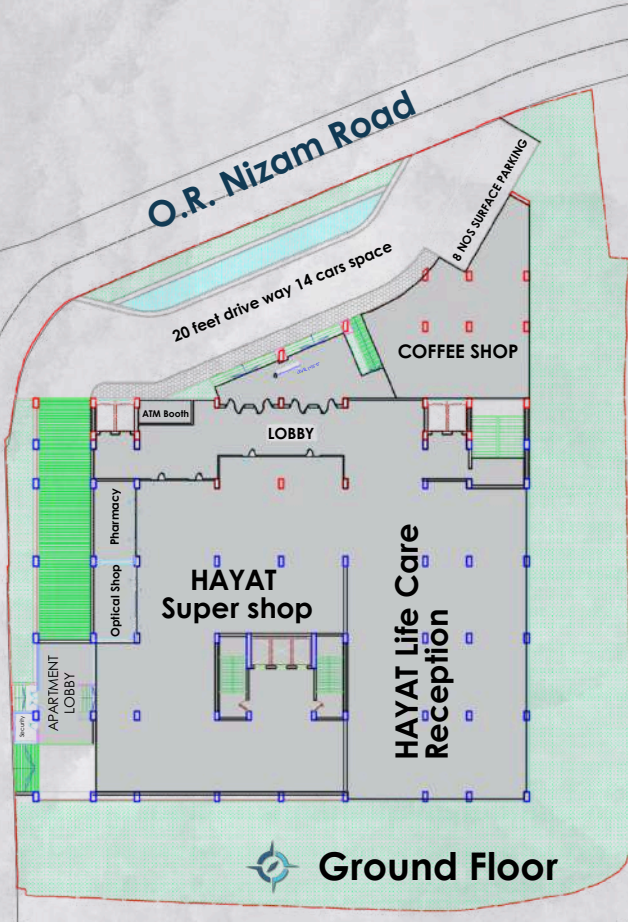 O.R. Nizam Road
8 NOS SURFACE PARKING
20 feet drive way 14 cars space
COFFEE SHOP
ATM Booth
LOBBY
Pharmacy
Optical Shop
HAYAT
Super shop
HAYAT Life Care
Reception
APARTMENT
LOBBY
Security
Ground Floor